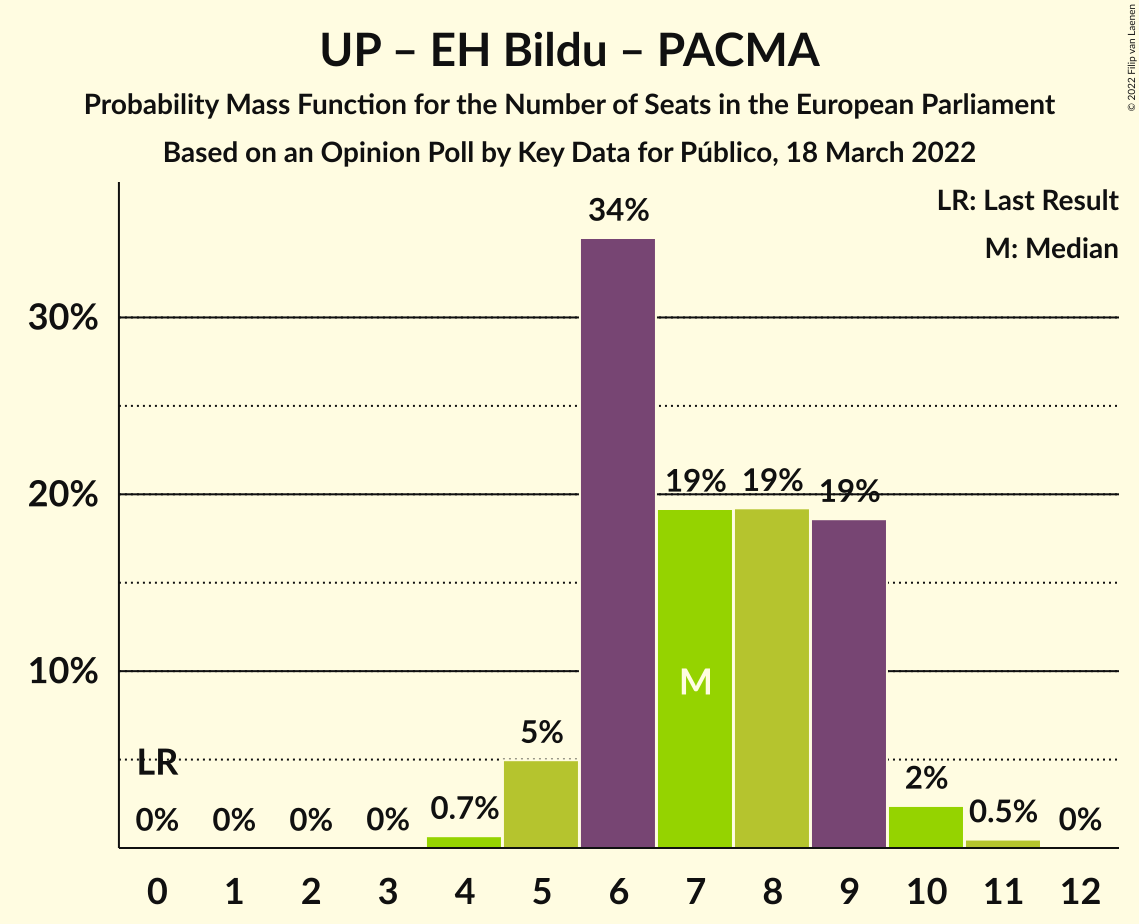 UP – EH Bildu – PACMA
Probability Mass Function for the Number of Seats in the European Parliament
Based on an Opinion Poll by Key Data for Público, 18 March 2022
© 2022 Filip van Laenen
LR: Last Result
M: Median
34%
30%
20%
19% 19% 19%
10%
M
5%
LR
2%
0% 0% 0% 0% 0.7% 0.5% 0%
0 1 2 3 4 5 6 7 8 9 10 11 12